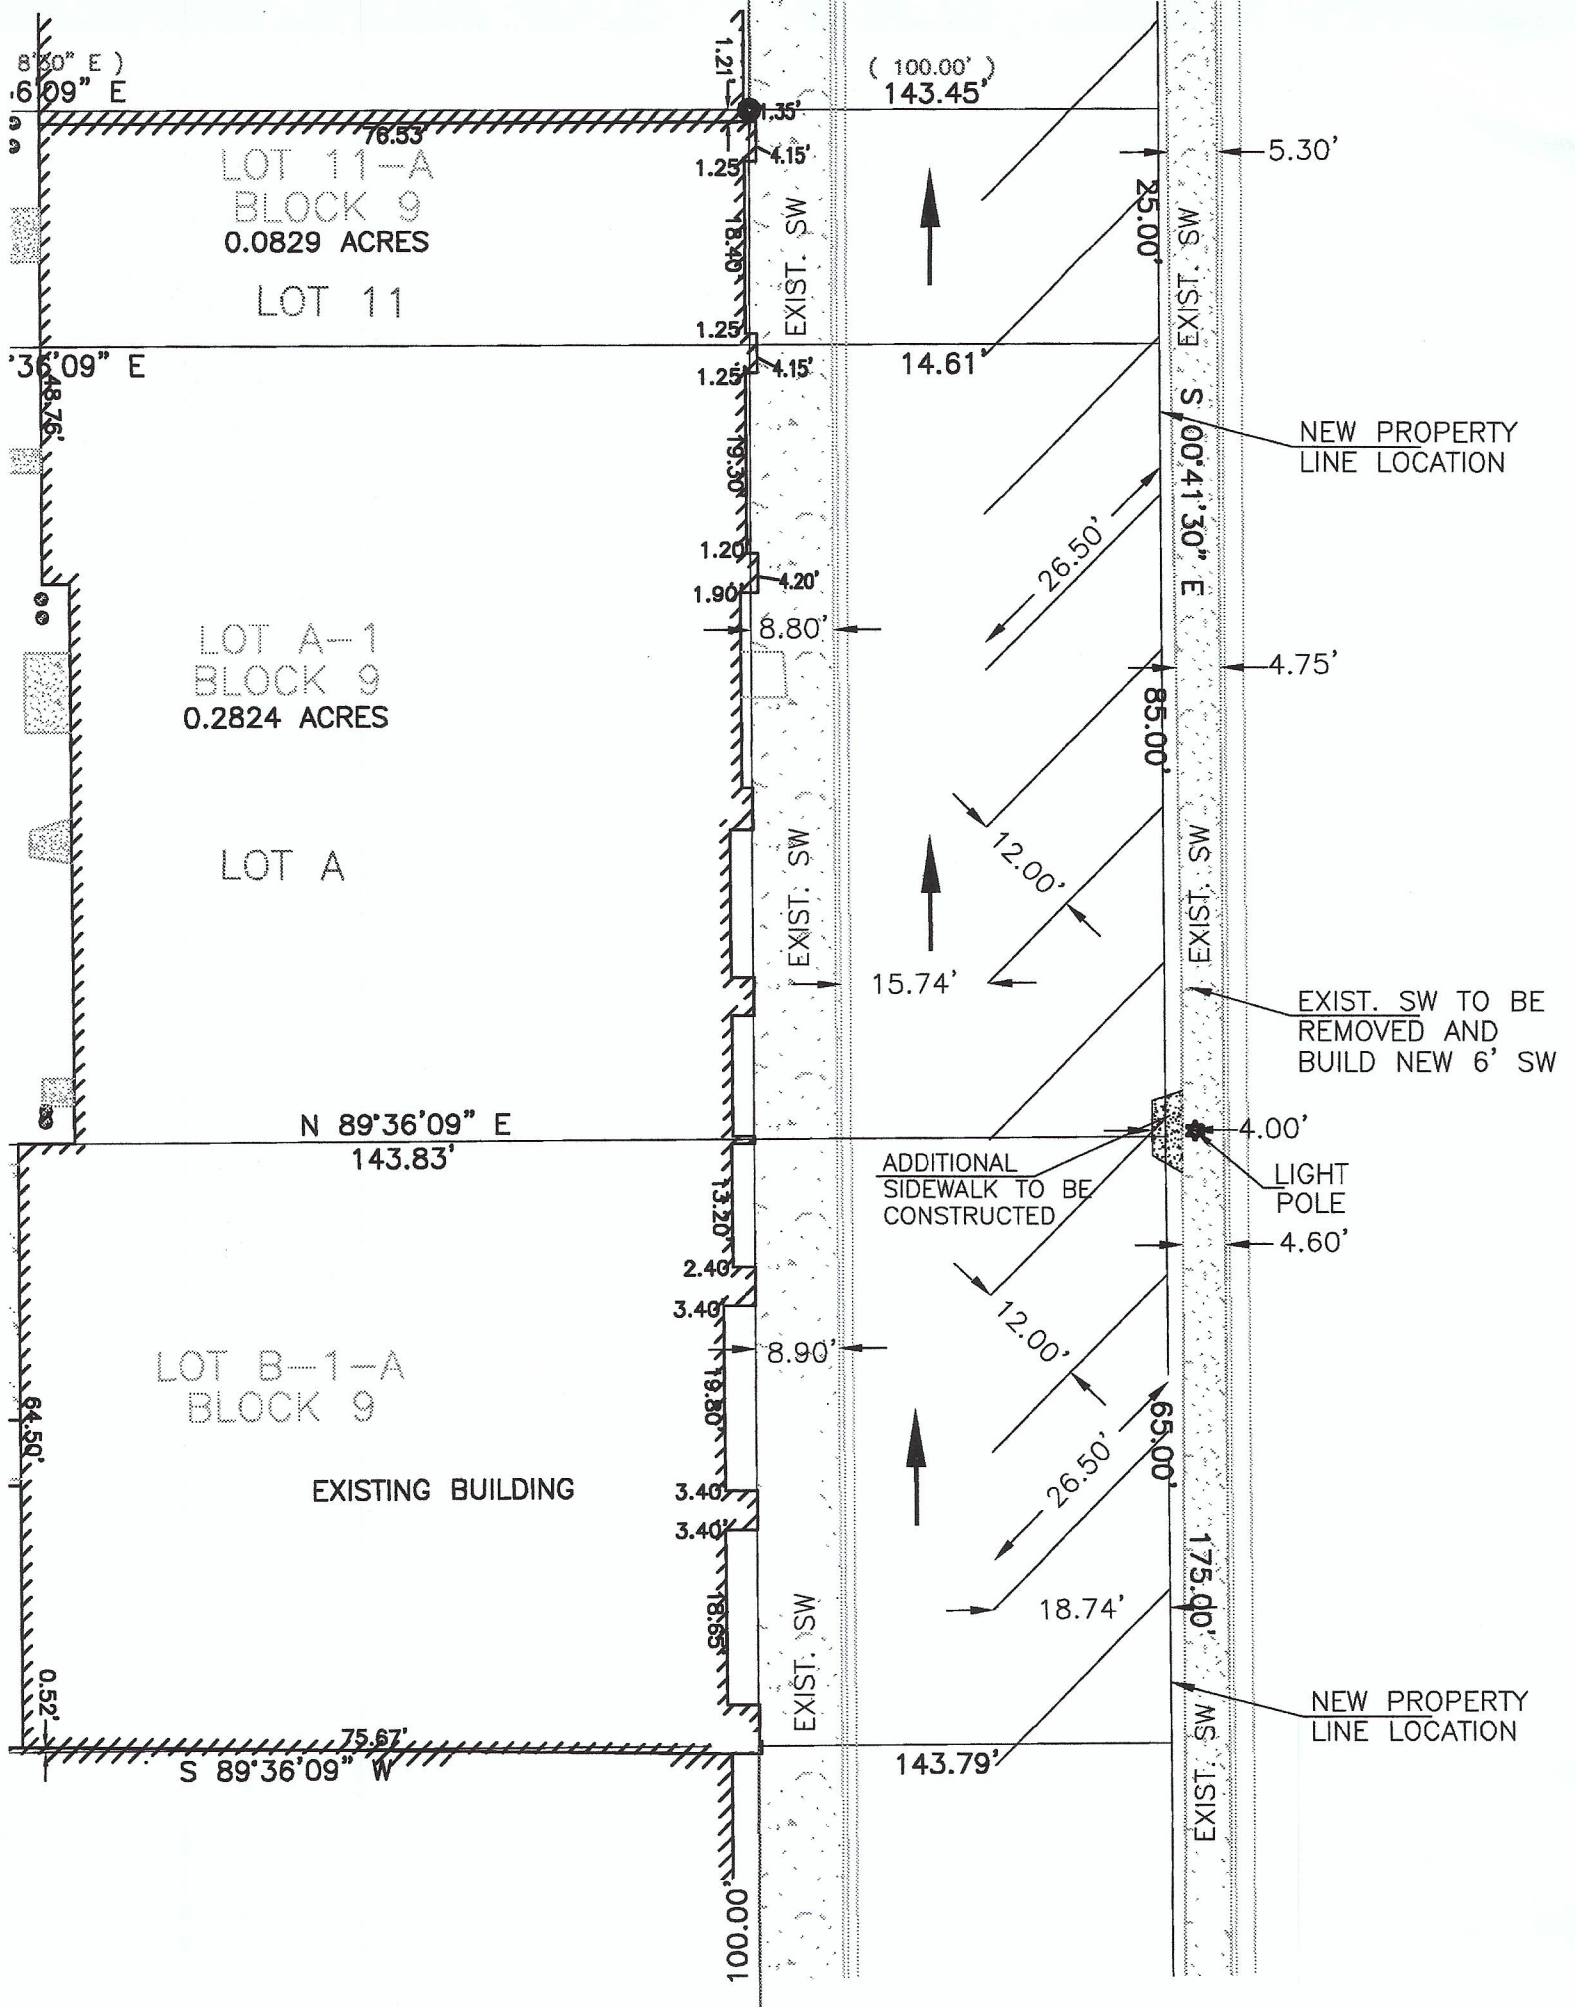 8'30" E )
6'09" E
1.21'
( 100.00' )
143.45'
1.35'
76.53'
4.15'
1.25'
5.30'
LOT 11-A
BLOCK 9
0.0829 ACRES
LOT 11
18.40'
EXIST. SW
25.00'
EXIST. SW
1.25'
'36'09" E
4.15'
14.61'
1.25'
48.76'
S 00°41'30" E
NEW PROPERTY
LINE LOCATION
19.30'
26.50'
1.20'
4.20'
1.90'
8.80'
LOT A-1
BLOCK 9
0.2824 ACRES
4.75'
85.00'
LOT A
EXIST. SW
12.00'
EXIST. SW
15.74'
EXIST. SW TO BE
REMOVED AND
BUILD NEW 6' SW
N 89°36'09" E
143.83'
4.00'
ADDITIONAL
SIDEWALK TO BE
CONSTRUCTED
LIGHT
POLE
13.20'
4.60'
2.40'
3.40'
12.00'
8.90'
LOT B-1-A
BLOCK 9
64.50'
19.80'
65.00'
26.50'
EXISTING BUILDING
3.40'
3.40'
175.00'
18.65'
EXIST. SW
18.74'
0.52'
NEW PROPERTY
LINE LOCATION
75.67'
S 89°36'09" W
143.79'
EXIST. SW
100.00'